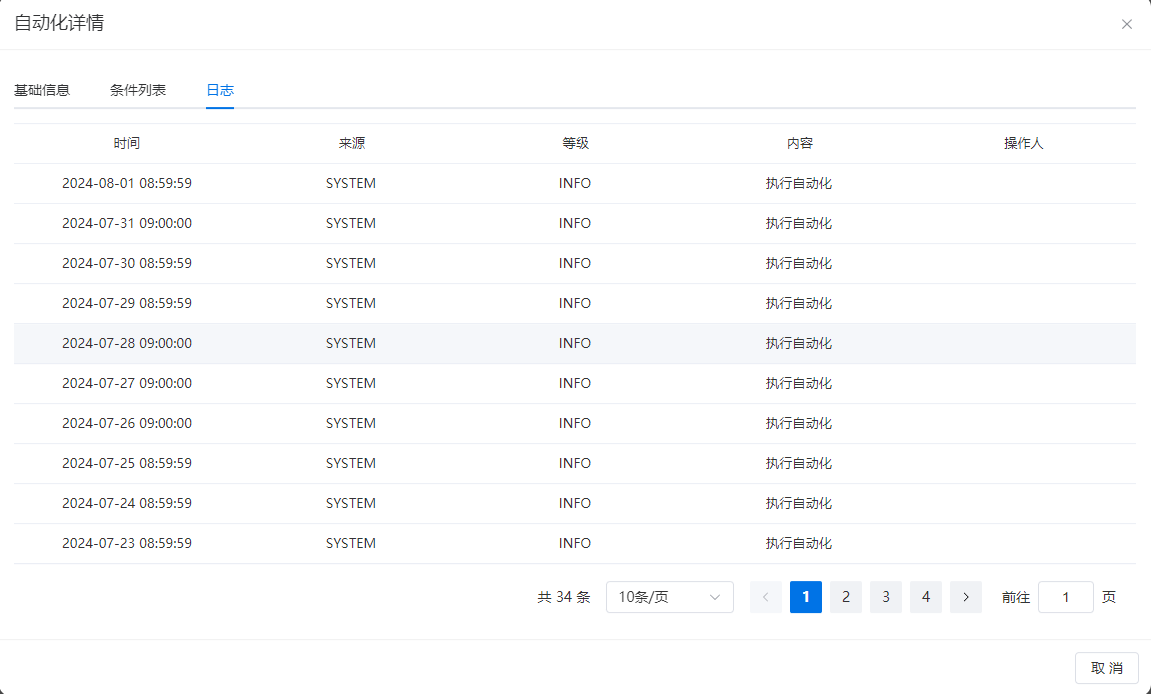 自动化详情
基础信息 条件列表 日志
时间 来源 等级 内容 操作人
2024-08-01 08:59:59 SYSTEM INFO 执行自动化
2024-07-31 09:00:00 SYSTEM INFO 执行自动化
2024-07-30 08:59:59 SYSTEM INFO 执行自动化
2024-07-29 08:59:59 SYSTEM INFO 执行自动化
2024-07-28 09:00:00 SYSTEM INFO 执行自动化
2024-07-27 09:00:00 SYSTEM INFO 执行自动化
2024-07-26 09:00:00 SYSTEM INFO 执行自动化
2024-07-25 08:59:59 SYSTEM INFO 执行自动化
2024-07-24 08:59:59 SYSTEM INFO 执行自动化
2024-07-23 08:59:59 SYSTEM INFO 执行自动化
共 34 条 10条/页 1 2 3 4 前往 1 页
取 消